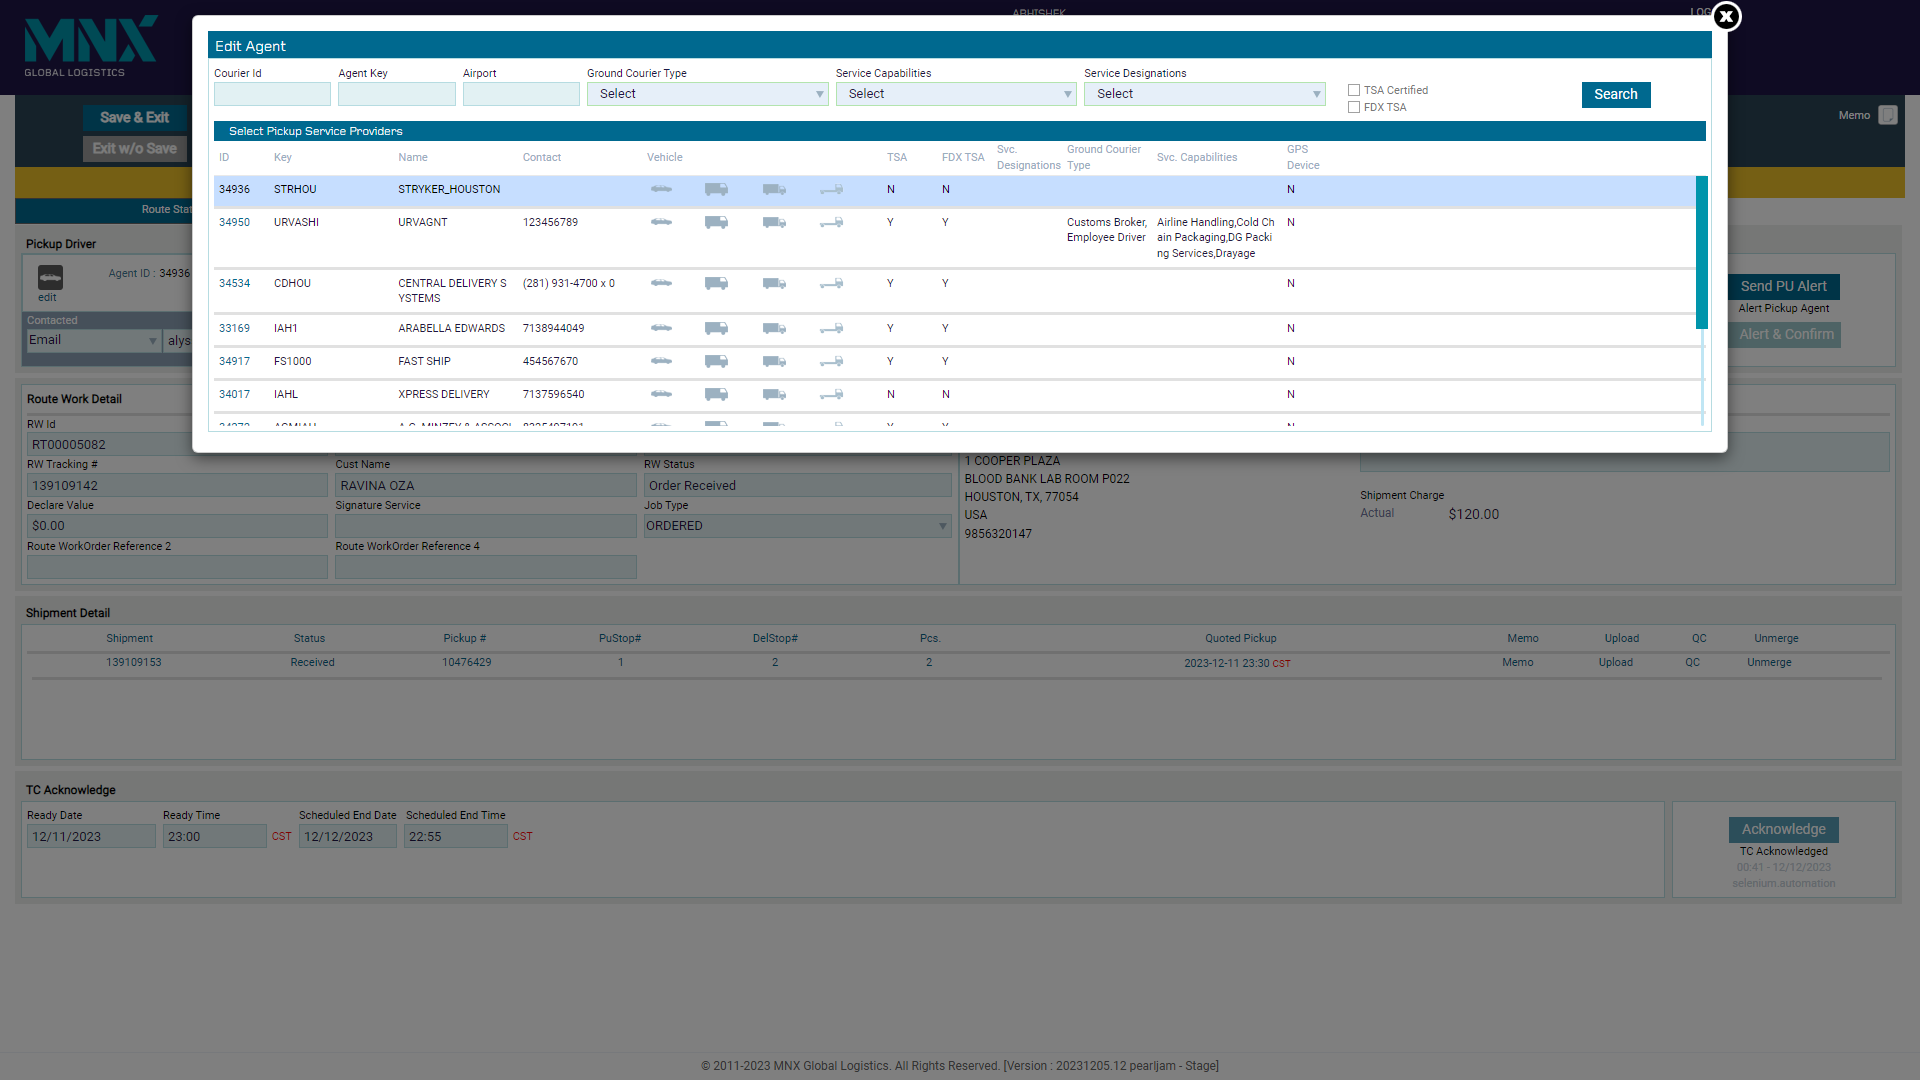 ABHISHEK
MNX
GLOBAL LOGISTICS
Edit Agent
Courier Id Agent Key Airport Ground Courier Type Service Capabilities Service Designations
Select Select Select
TSA Certified
FDX TSA
Search
Save & Exit
Exit w/o Save
Memo
Select Pickup Service Providers
ID Key Name Contact Vehicle TSA FDX TSA Svc. Designations Ground Courier Type Svc. Capabilities GPS Device
34936 STRHOU STRYKER_HOUSTON N N N
34950 URVASHI URVAGNT 123456789 Y Y Customs Broker, Airline Handling,Cold Ch N
Employee Driver ain Packaging,DG Packi
ng Services,Drayage
34534 CDHOU CENTRAL DELIVERY S (281) 931-4700 x 0 Y Y N
YSTEMS
33169 IAH1 ARABELLA EDWARDS 7138944049 Y Y N
34917 FS1000 FAST SHIP 454567670 Y Y N
34017 IAHL XPRESS DELIVERY 7137596540 N N N
Pickup Driver
Agent ID : 34936
edit
Contacted
Email alys
Send PU Alert
Alert Pickup Agent
Alert & Confirm
Route Work Detail
RW Id
RT00005082
RW Tracking # Cust Name RW Status
139109142 RAVINA OZA Order Received
Declare Value Signature Service Job Type
$0.00 ORDERED
Route WorkOrder Reference 2 Route WorkOrder Reference 4
1 COOPER PLAZA
BLOOD BANK LAB ROOM P022
HOUSTON, TX, 77054
USA
9856320147
Shipment Charge
Actual $120.00
Shipment Detail
Shipment Status Pickup # PuStop# DelStop# Pcs. Quoted Pickup Memo Upload QC Unmerge
139109153 Received 10476429 1 2 2 2023-12-11 23:30 CST Memo Upload QC Unmerge
TC Acknowledge
Ready Date Ready Time Scheduled End Date Scheduled End Time
12/11/2023 23:00 CST 12/12/2023 22:55 CST
Acknowledge
TC Acknowledged
00:41 - 12/12/2023
selenium.automation
© 2011-2023 MNX Global Logistics. All Rights Reserved. [Version : 20231205.12 pearljam - Stage]